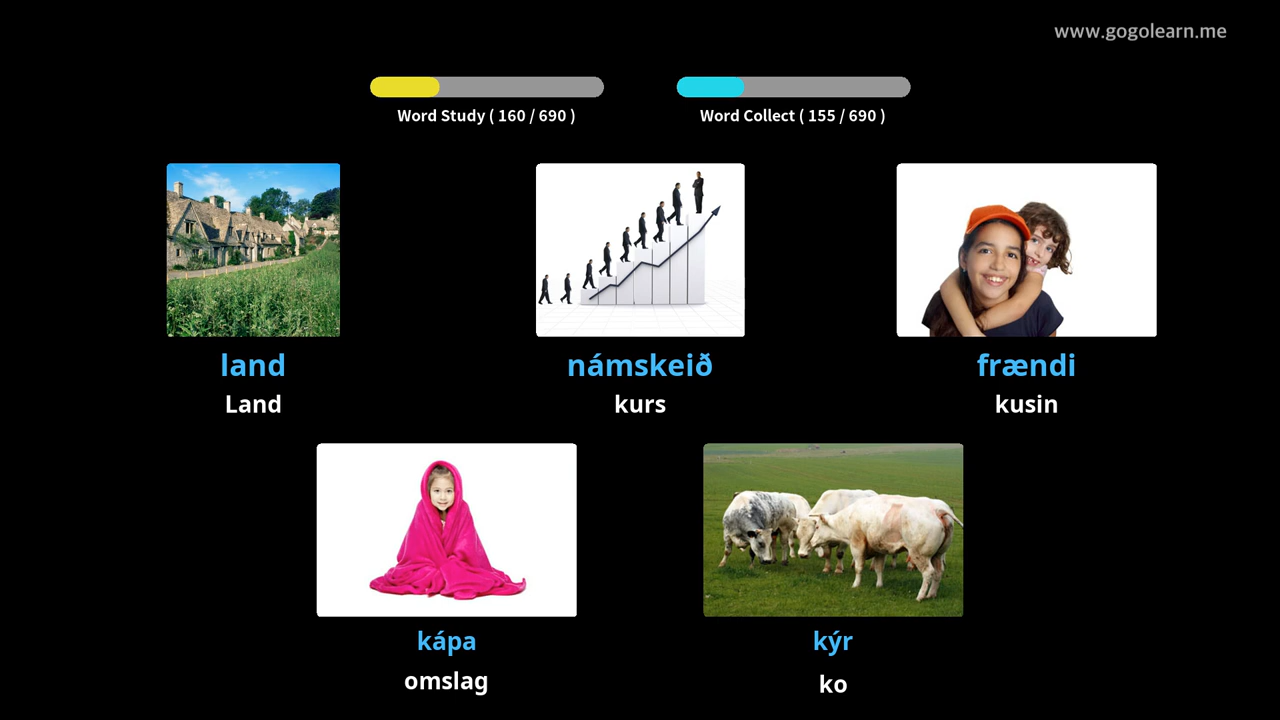 www.gogolearn.me
Word Study ( 160 / 690 )
Word Collect ( 155 / 690 )
land
Land
námskeið
kurs
frændi
kusin
kápa
omslag
kýr
ko